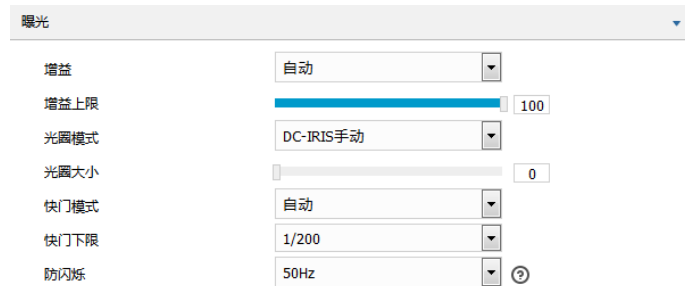 曝光
增益 自动
增益上限 100
光圈模式 DC-IRIS手动
光圈大小 0
快门模式 自动
快门下限 1/200
防闪烁 50Hz ?